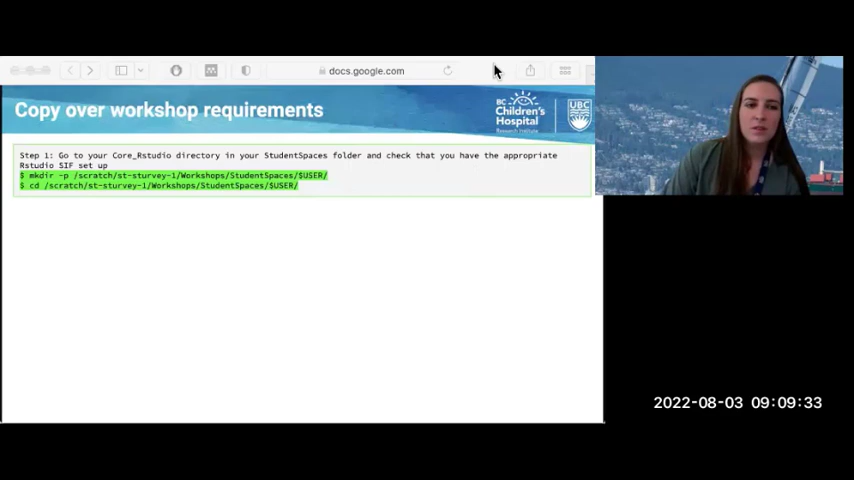 docs.google.com
Copy over workshop requirements
BC
Children's
Hospital
Research Institute
UBC
Step 1: Go to your Core_Rstudio directory in your StudentSpaces folder and check that you have the appropriate
Rstudio SIF set up
$ mkdir -p /scratch/st-sturvey-1/Workshops/StudentSpaces/$USER/
$ cd /scratch/st-sturvey-1/Workshops/StudentSpaces/$USER/
2022-08-03 09:09:33